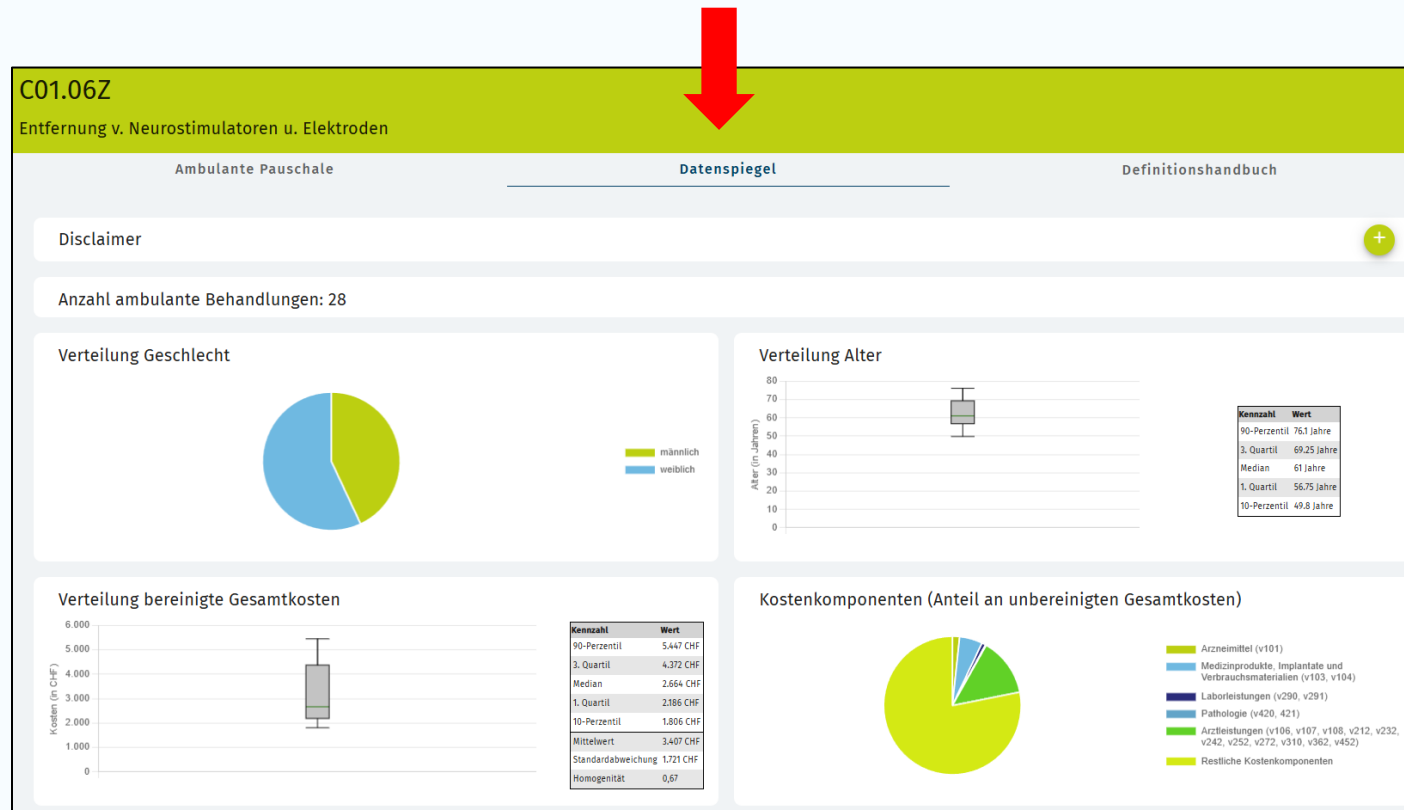 C01.06Z
Entfernung v. Neurostimulatoren u. Elektroden
Ambulante Pauschale
Datenspiegel
Definitionshandbuch
Disclaimer
+
Anzahl ambulante Behandlungen: 28
Verteilung Geschlecht
männlich
weiblich
Verteilung Alter
80
70
60
50
40
30
20
10
0
Alter (in Jahren)
Kennzahl Wert
90-Perzentil 76.1 Jahre
3. Quartil 69.25 Jahre
Median 61 Jahre
1. Quartil 56.75 Jahre
10-Perzentil 49.8 Jahre
Verteilung bereinigte Gesamtkosten
6.000
5.000
4.000
3.000
2.000
1.000
0
Kosten (in CHF)
Kennzahl Wert
90-Perzentil 5.447 CHF
3. Quartil 4.372 CHF
Median 2.664 CHF
1. Quartil 2.186 CHF
10-Perzentil 1.806 CHF
Mittelwert 3.407 CHF
Standardabweichung 1.721 CHF
Homogenität 0,67
Kostenkomponenten (Anteil an unbereinigten Gesamtkosten)
Arzneimittel (v101)
Medizinprodukte, Implantate und
Verbrauchsmaterialien (v103, v104)
Laborleistungen (v290, v291)
Pathologie (v420, 421)
Arztleistungen (v106, v107, v108, v212, v232,
v242, v252, v272, v310, v362, v452)
Restliche Kostenkomponenten